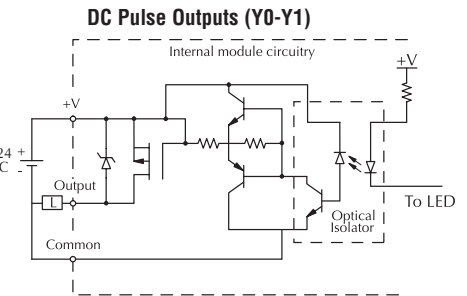 DC Pulse Outputs (Y0-Y1)
Internal module circuitry
+V
+V
24 +
C -
Output
L
To LED
Optical
Isolator
Common